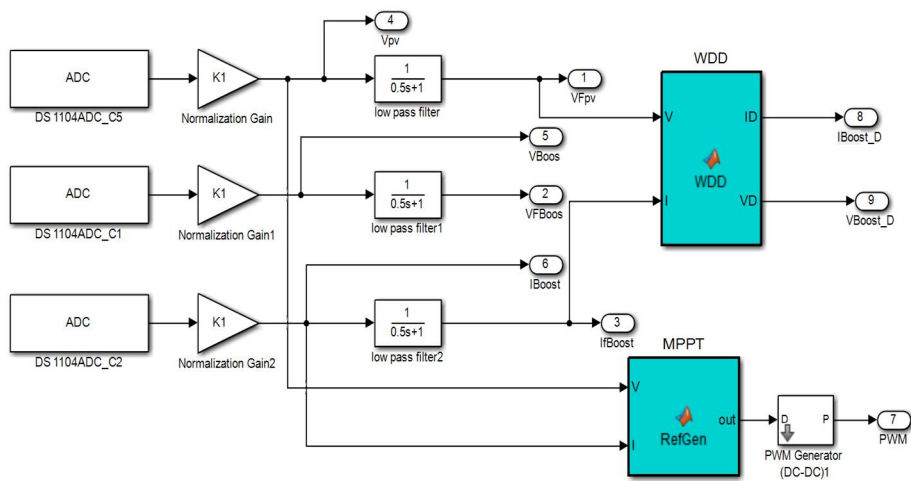 4
Vpv
ADC
DS 1104ADC_C5
K1
Normalization Gain
1
0.5s+1
low pass filter
1
VFpv
WDD
V
I
ID
VD
WDD
8
IBoost_D
9
VBoost_D
5
VBoos
ADC
DS 1104ADC_C1
K1
Normalization Gain1
1
0.5s+1
low pass filter1
2
VFBoos
6
IBoost
ADC
DS 1104ADC_C2
K1
Normalization Gain2
1
0.5s+1
low pass filter2
3
IfBoost
MPPT
V
I
out
RefGen
D
P
PWM Generator
(DC-DC)1
7
PWM